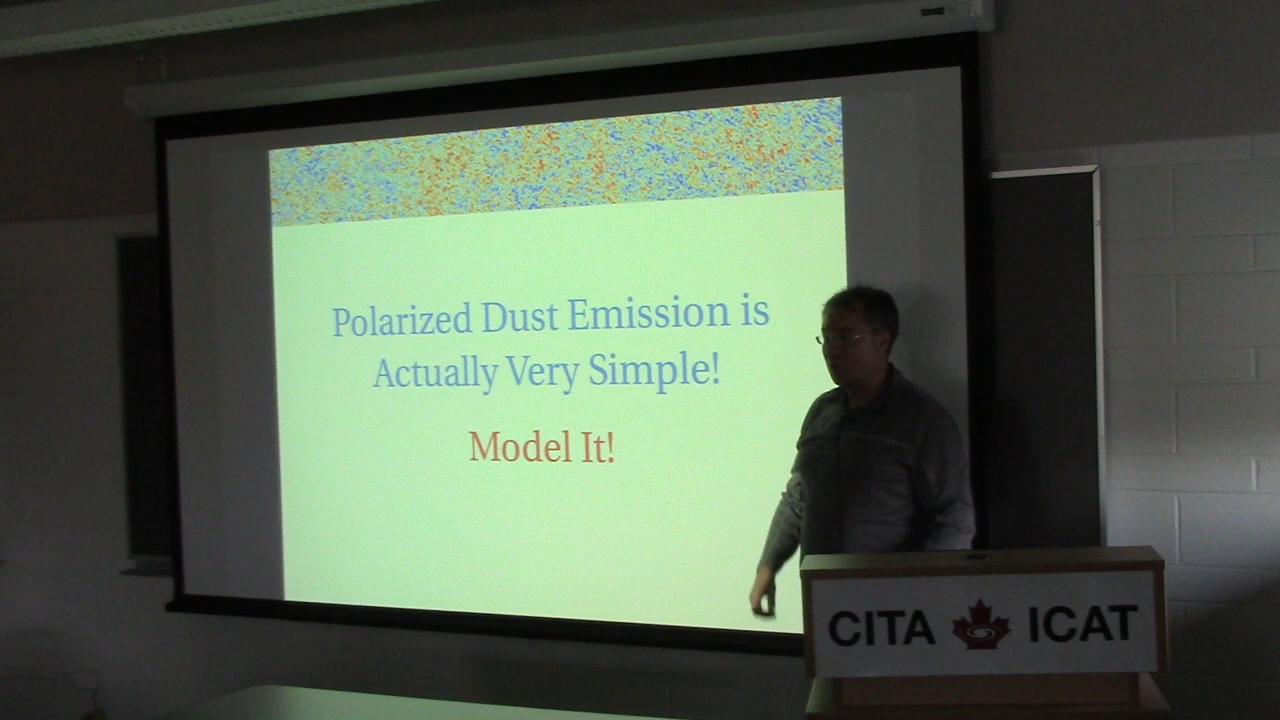 Polarized Dust Emission is
Actually Very Simple!
Model It!
CITA ICAT